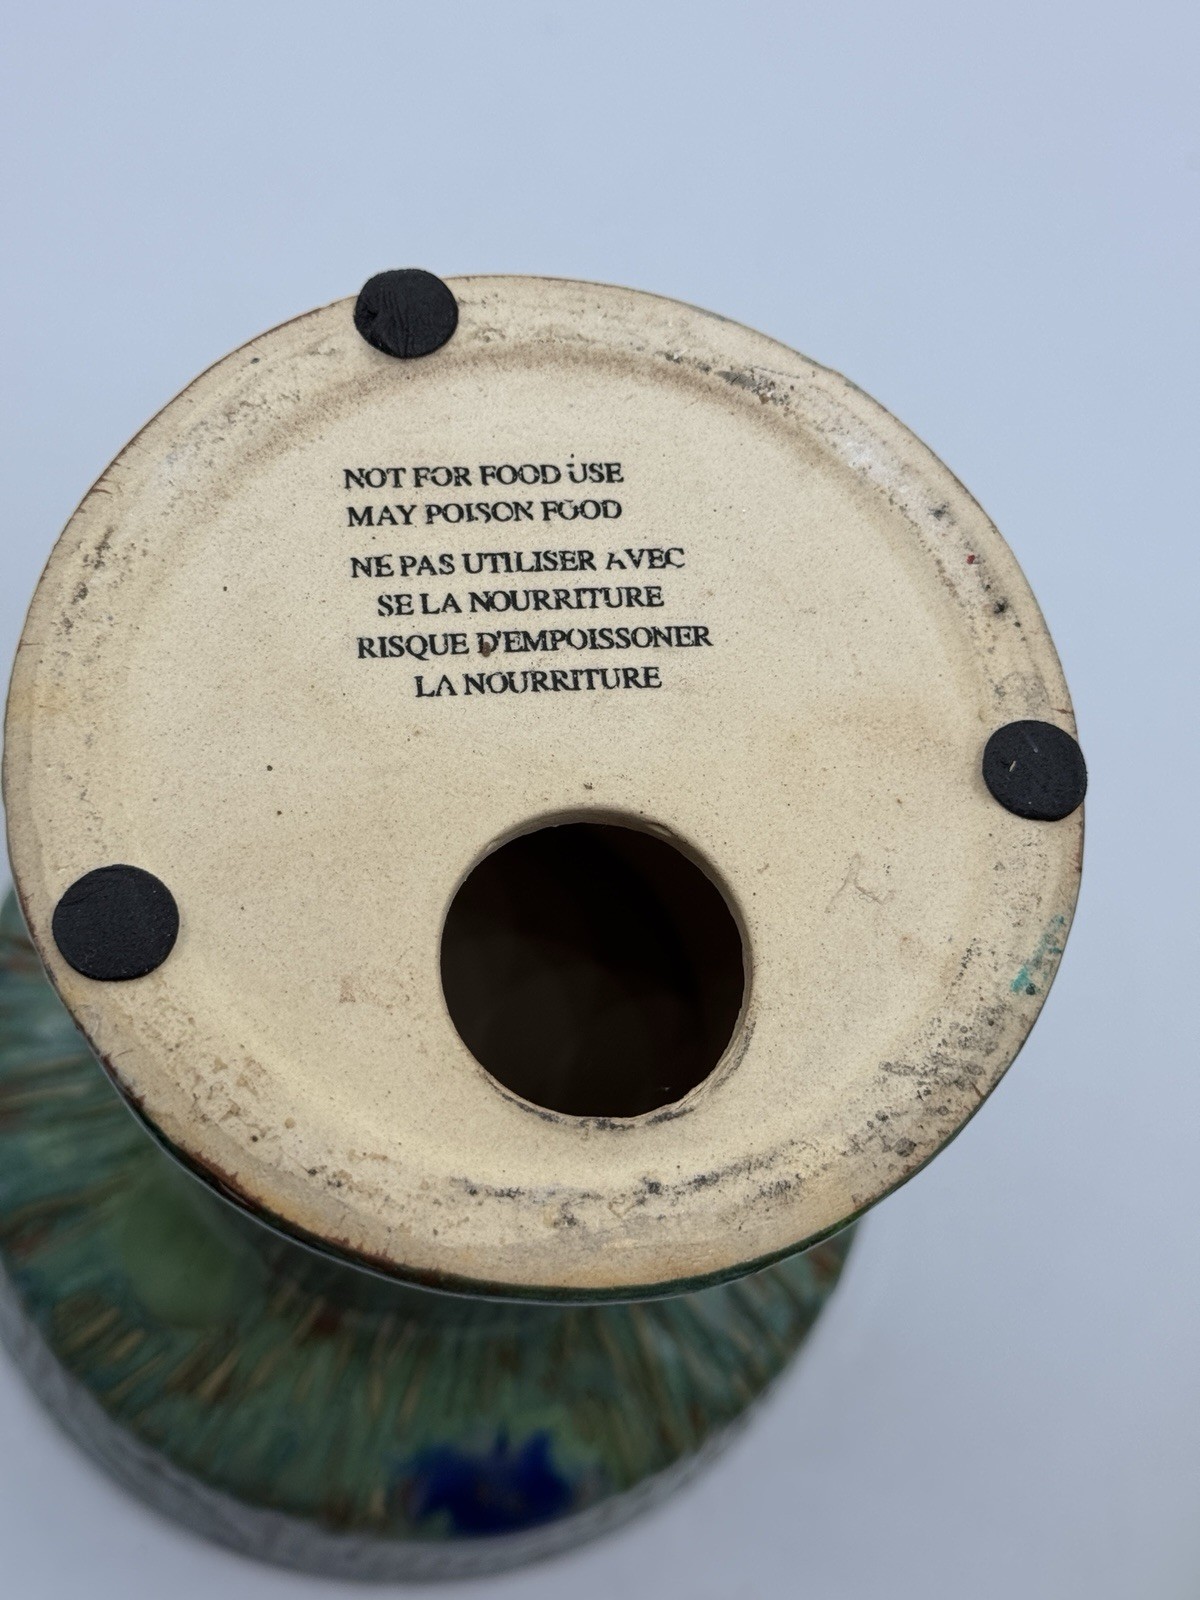 NOT FOR FOOD USE
MAY POISON FOOD
NE PAS UTILISER AVEC
SE LA NOURRITURE
RISQUE D'EMPOISSONER
LA NOURRITURE